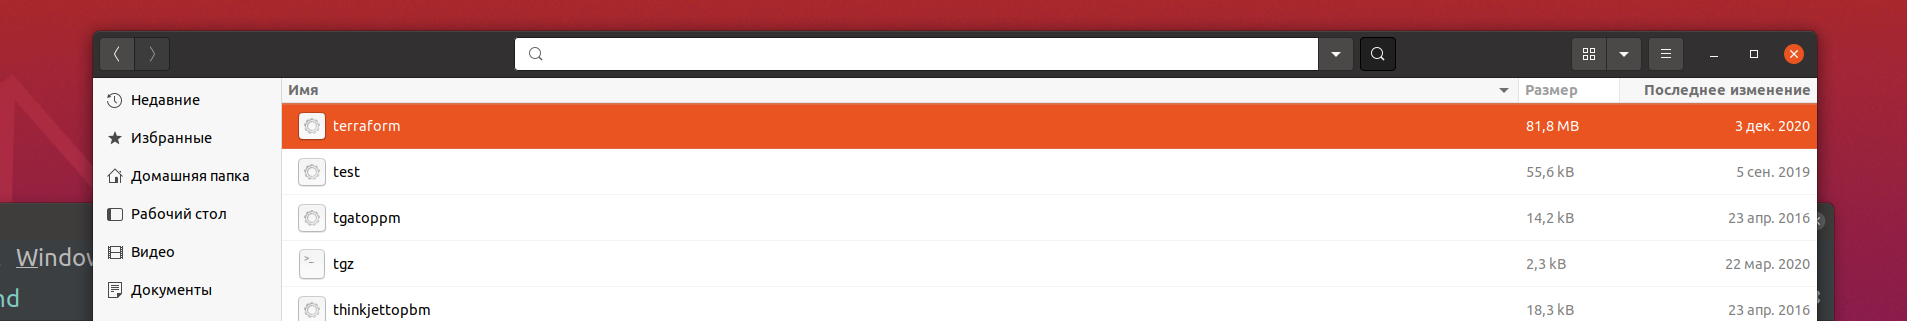 Имя Размер Последнее изменение
Недавние
terraform 81,8 MB 3 дек. 2020
Избранные
test 55,6 kB 5 сен. 2019
Домашняя папка
tgatoppm 14,2 kB 23 апр. 2016
Рабочий стол
tgz 2,3 kB 22 мар. 2020
Видео
thinkjettopbm 18,3 kB 23 апр. 2016
Документы